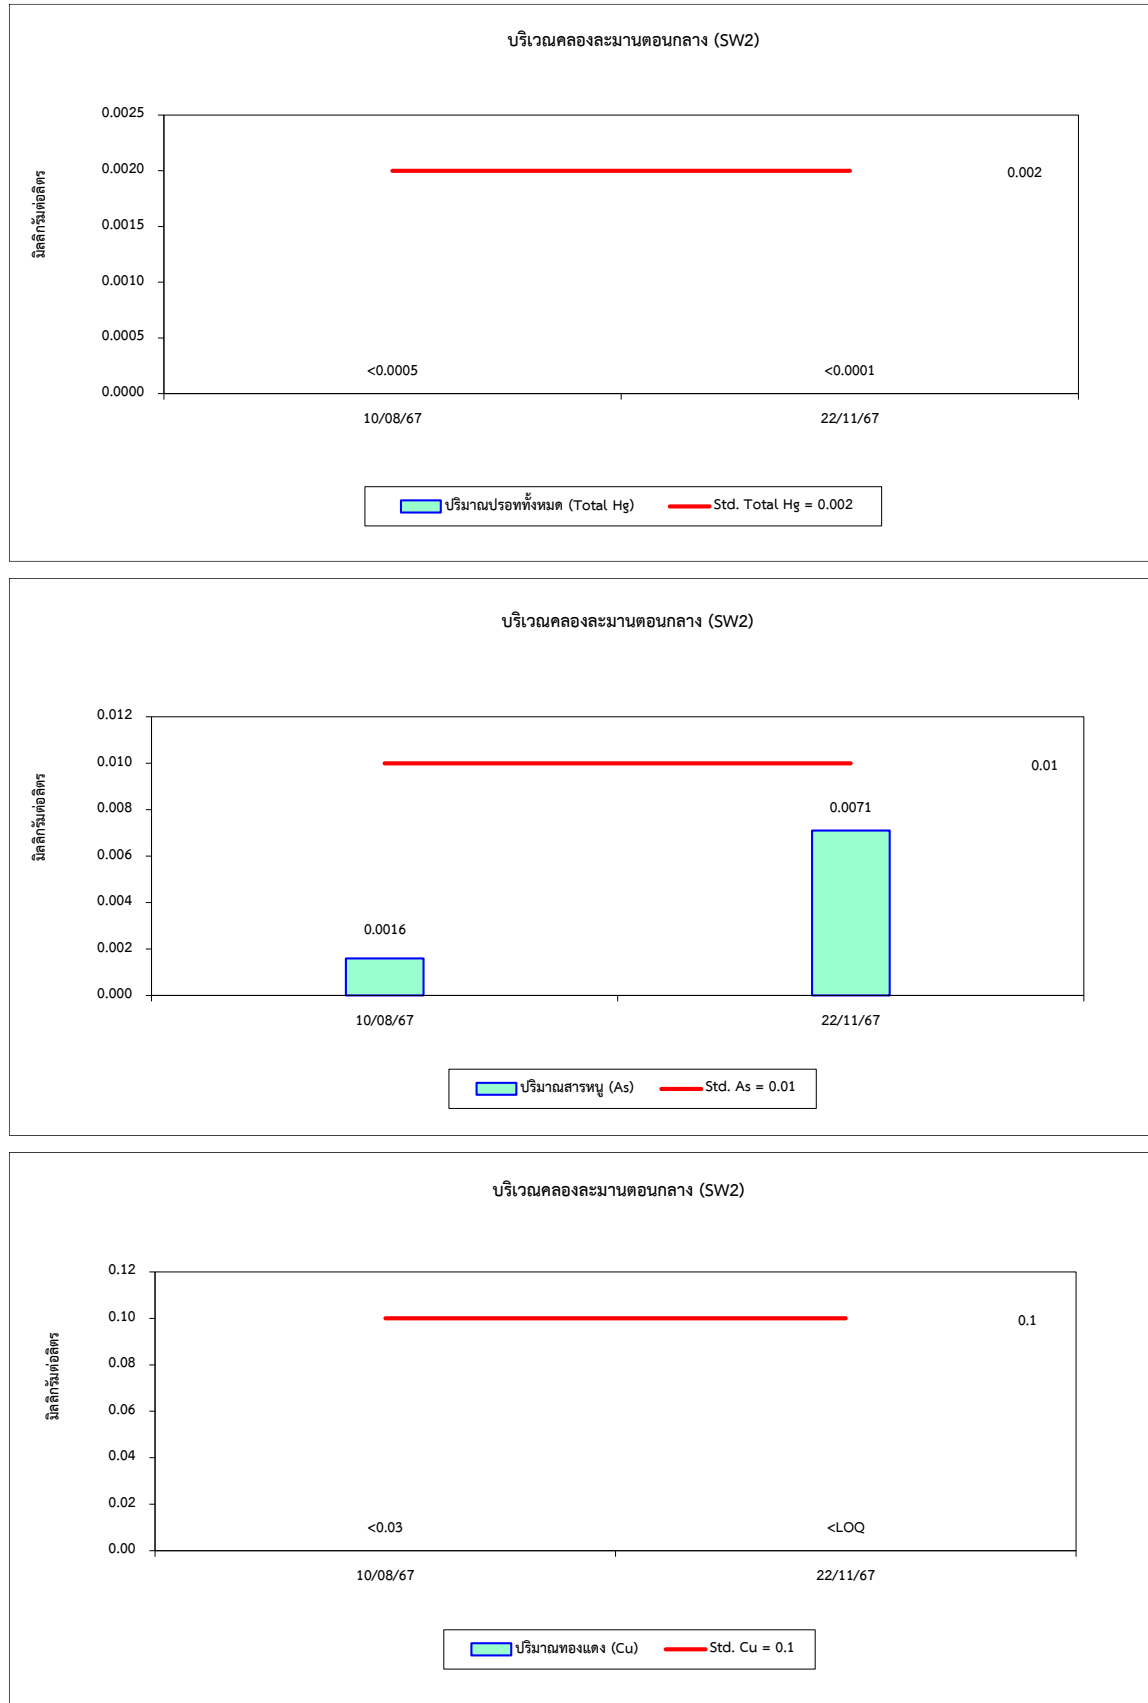 บริเวณคลองละมานตอนกลาง (SW2)
0.0025
0.0020
0.002
0.0015
0.0010
0.0005
0.0000
มิลลิกรัมต่อลิตร
<0.0005 <0.0001
10/08/67 22/11/67
ปริมาณปรอททั้งหมด (Total Hg) Std. Total Hg = 0.002
บริเวณคลองละมานตอนกลาง (SW2)
0.012
0.010
0.01
0.008
0.0071
0.006
0.004
0.0016
0.002
0.000
มิลลิกรัมต่อลิตร
10/08/67 22/11/67
ปริมาณสารหนู (As) Std. As = 0.01
บริเวณคลองละมานตอนกลาง (SW2)
0.12
0.10
0.1
0.08
0.06
0.04
0.02
0.00
มิลลิกรัมต่อลิตร
<0.03 <LOQ
10/08/67 22/11/67
ปริมาณทองแดง (Cu) Std. Cu = 0.1